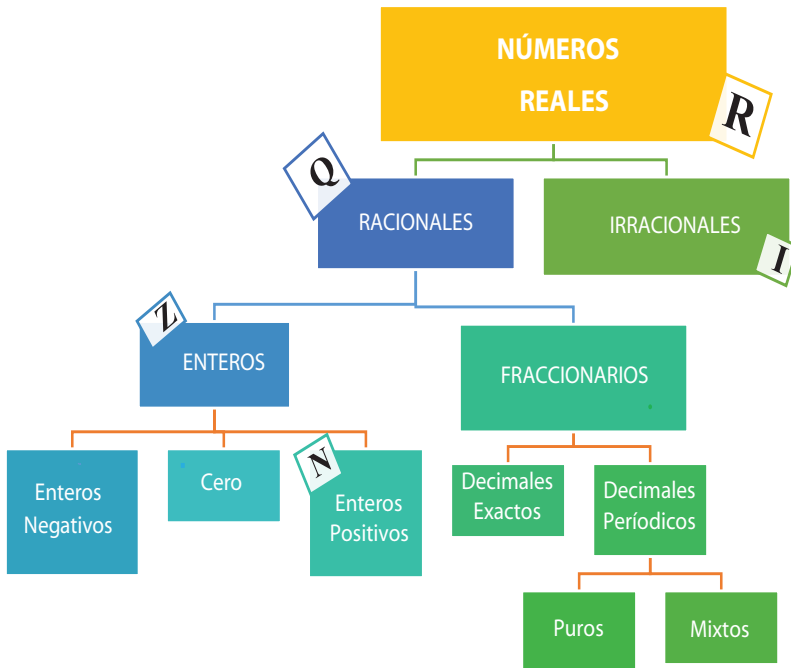 NÚMEROS
REALES
R
Q
RACIONALES
IRRACIONALES
I
Z
ENTEROS
FRACCIONARIOS
Enteros
Negativos
Cero
N
Enteros
Positivos
Decimales
Exactos
Decimales
Períodicos
Puros
Mixtos